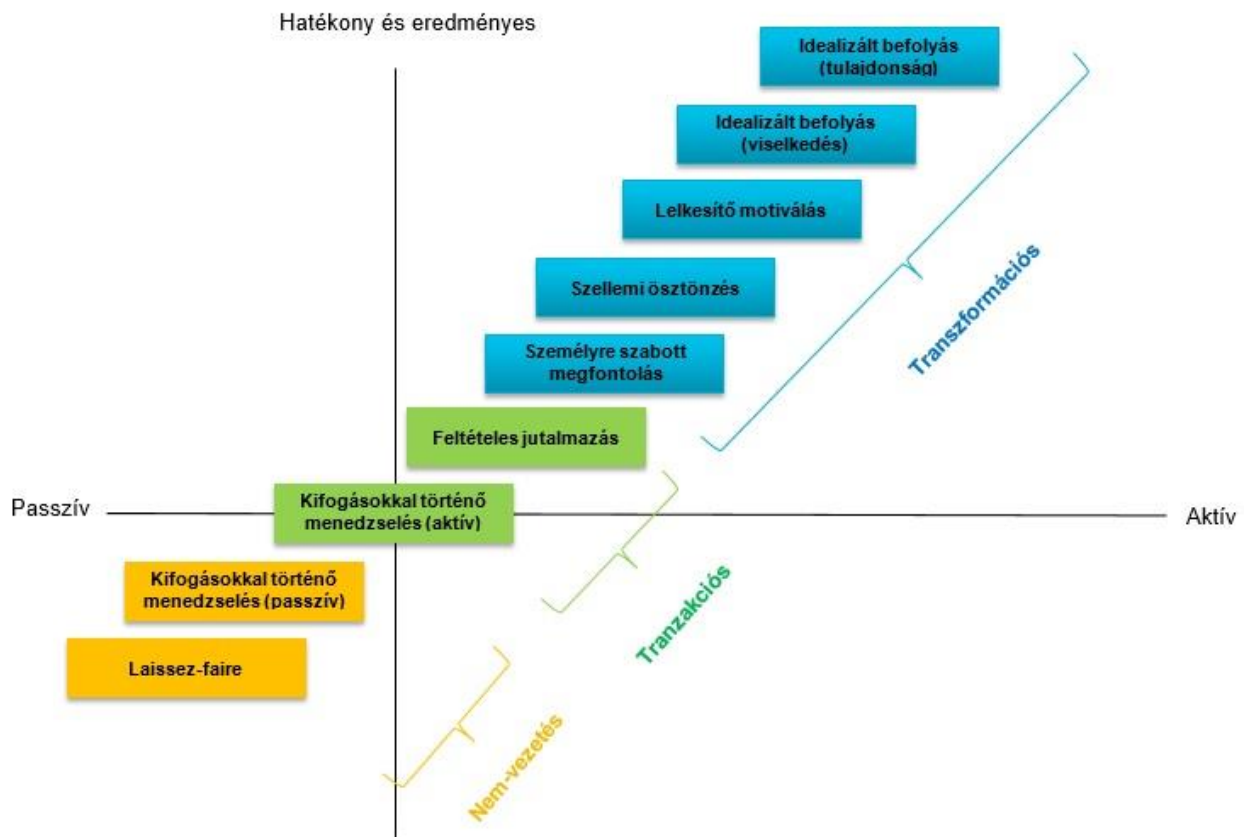 Hatékony és eredményes
Idealizált befolyás
(tulajdonság)
Idealizált befolyás
(viselkedés)
Lelkesítő motiválás
Szellemi ösztönzés
Személyre szabott
megfontolás
Feltételes jutalmazás
Kifogásokkal történő
menedzselés (aktív)
Passzív
Aktív
Kifogásokkal történő
menedzselés (passzív)
Laissez-faire
Transzformációs
Tranzakciós
Nem-vezetés